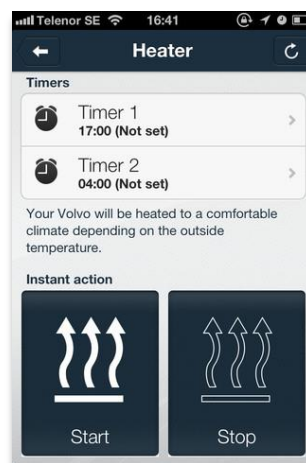 Telenor SE 16:41
Heater
Timers
Timer 1
17:00 (Not set)
Timer 2
04:00 (Not set)
Your Volvo will be heated to a comfortable
climate depending on the outside
temperature.
Instant action
Start Stop